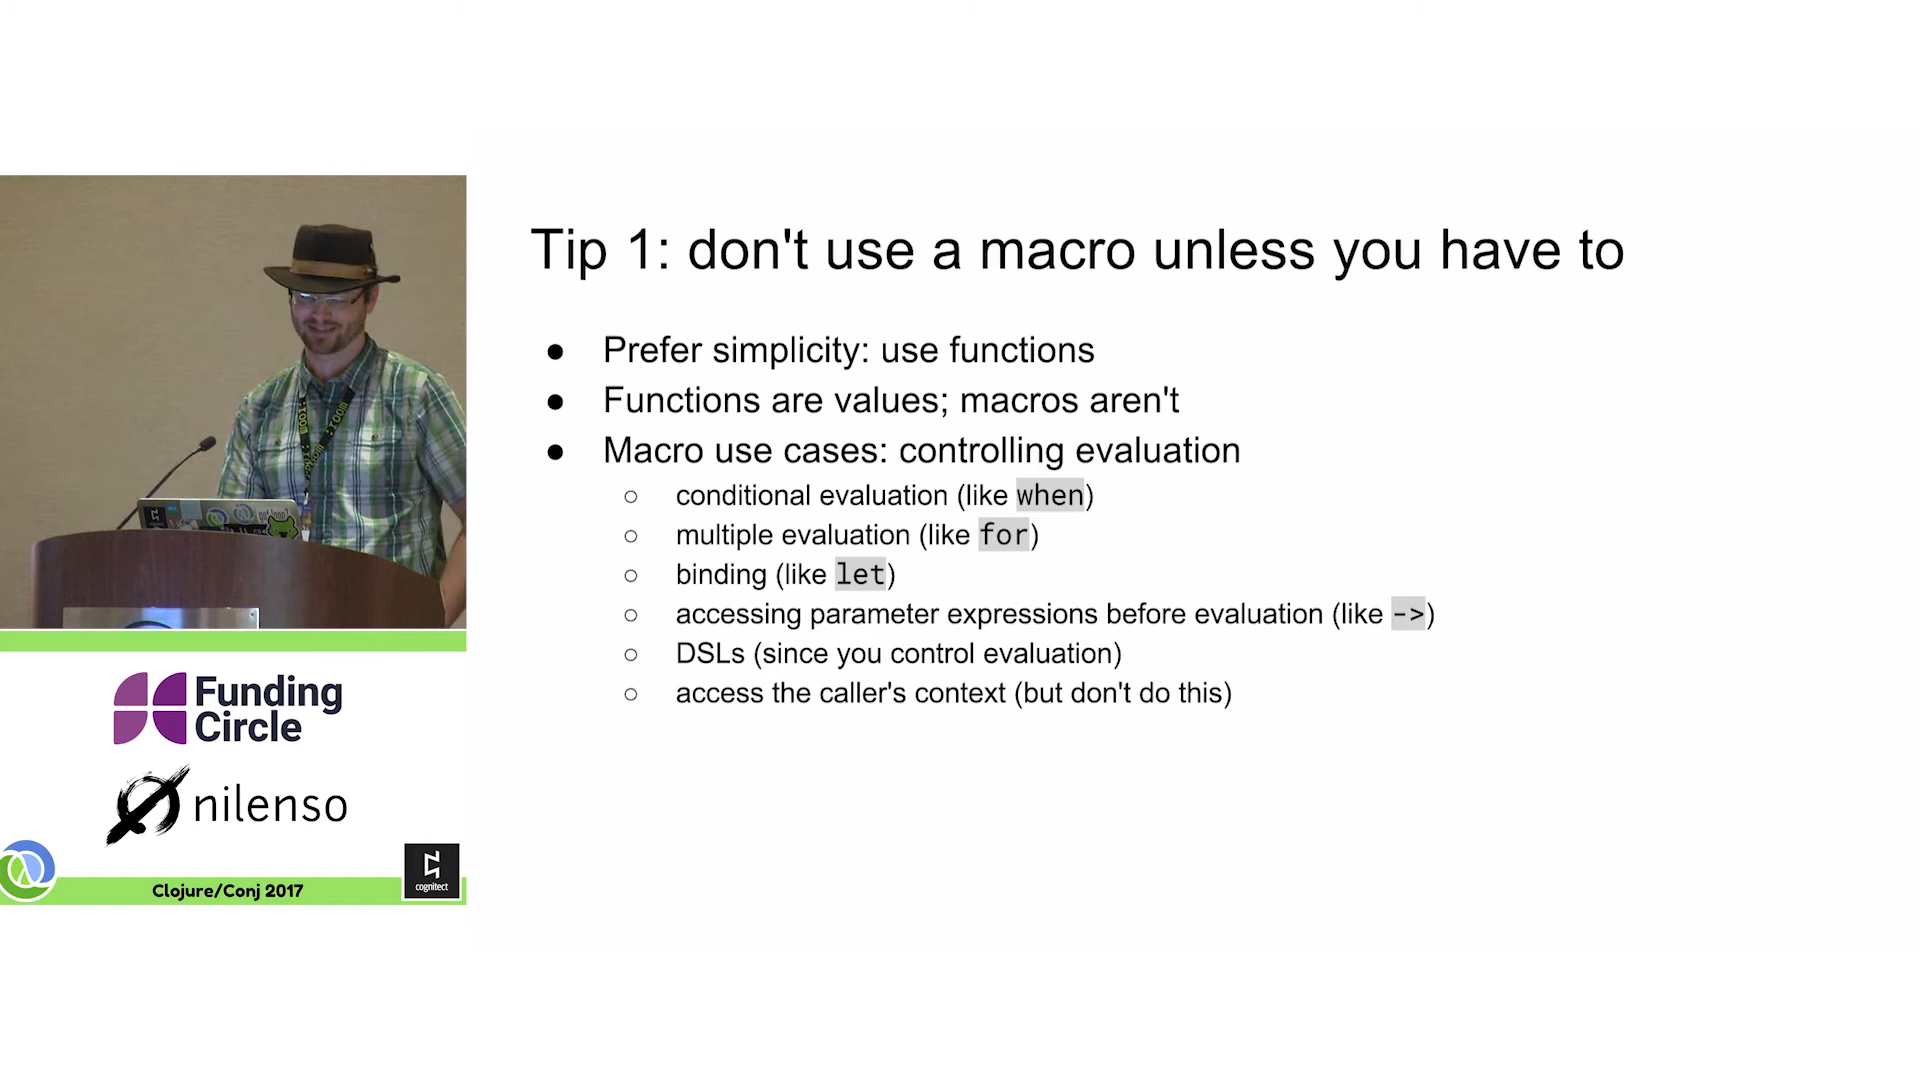 Tip 1: don't use a macro unless you have to
● Prefer simplicity: use functions
● Functions are values; macros aren't
● Macro use cases: controlling evaluation
○ conditional evaluation (like when)
○ multiple evaluation (like for)
○ binding (like let)
○ accessing parameter expressions before evaluation (like ->)
○ DSLs (since you control evaluation)
○ access the caller's context (but don't do this)
Funding
Circle
nilenso
cognitect
Clojure/Conj 2017